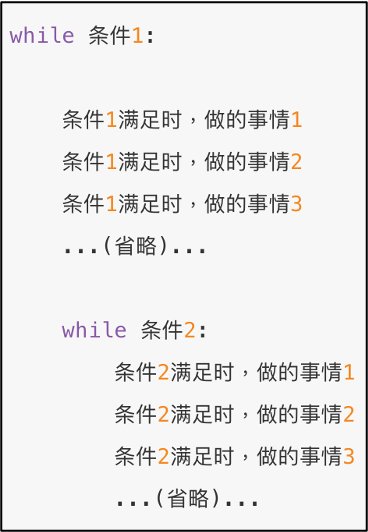 while 条件1:
条件1满足时，做的事情1
条件1满足时，做的事情2
条件1满足时，做的事情3
...(省略)...
while 条件2:
条件2满足时，做的事情1
条件2满足时，做的事情2
条件2满足时，做的事情3
...(省略)...